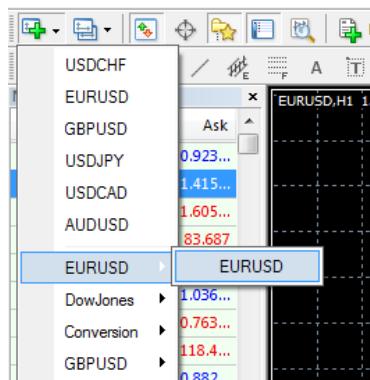 USDCHF
EURUSD
GBPUSD
USDJPY
USDCAD
AUDUSD
EURUSD
DowJones
Conversion
GBPUSD
EURUSD
Ask
0.923...
1.415...
1.605...
83.687
1.036...
0.763...
118.4...
0.882
EURUSD,H1 1
E
F
A
T